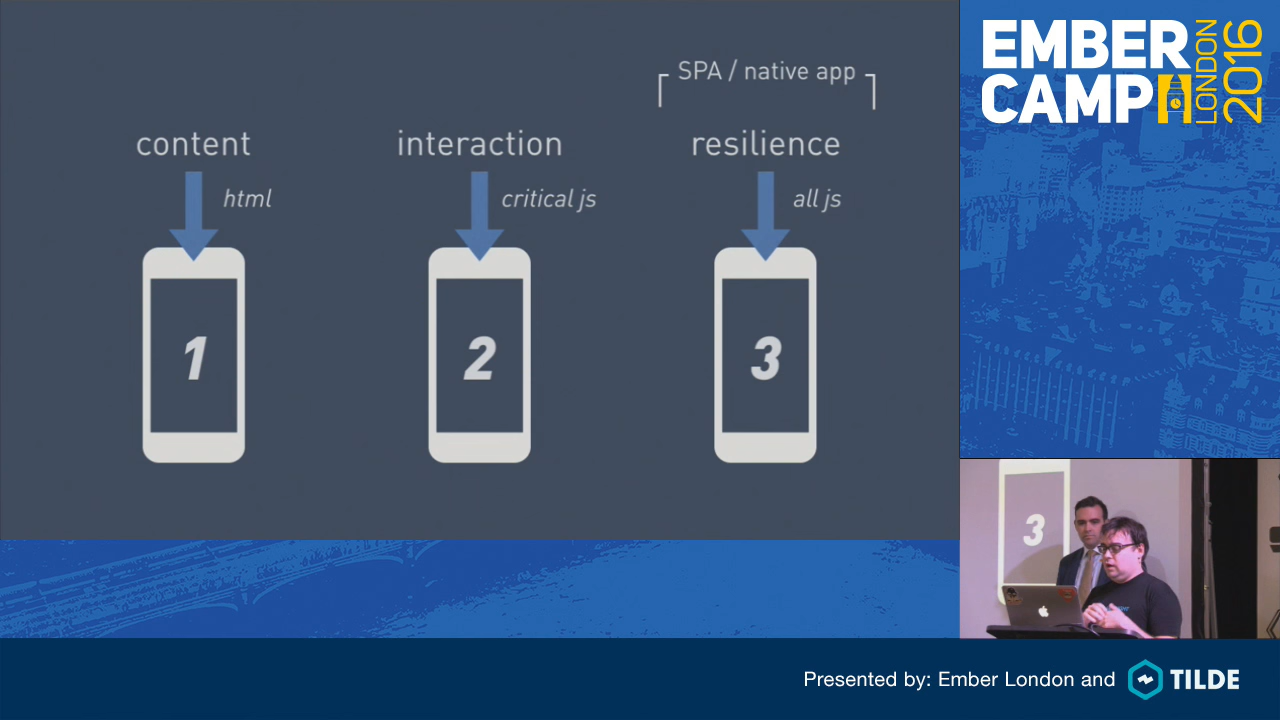 SPA / native app
content
interaction
resilience
html
critical js
all js
1
2
3
EMBER
CAMP
LONDON
2016
3
Presented by: Ember London and
TILDE